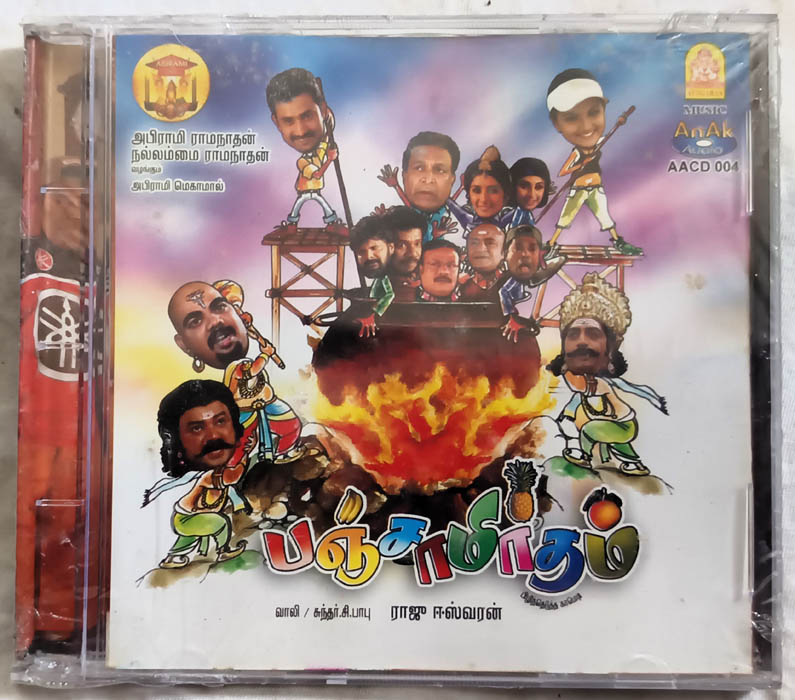 ABIRAMI
அபிராமி ராமநாதன்
நல்லம்மை ராமநாதன்
வழங்கும்
அபிராமி மெகாமால்
MUSIC
AnAk
AUDIO
AACD 004
பஞ்சாமிர்தம்
வாலி / சுந்தர்.சி.பாபு ராஜு ஈஸ்வரன்